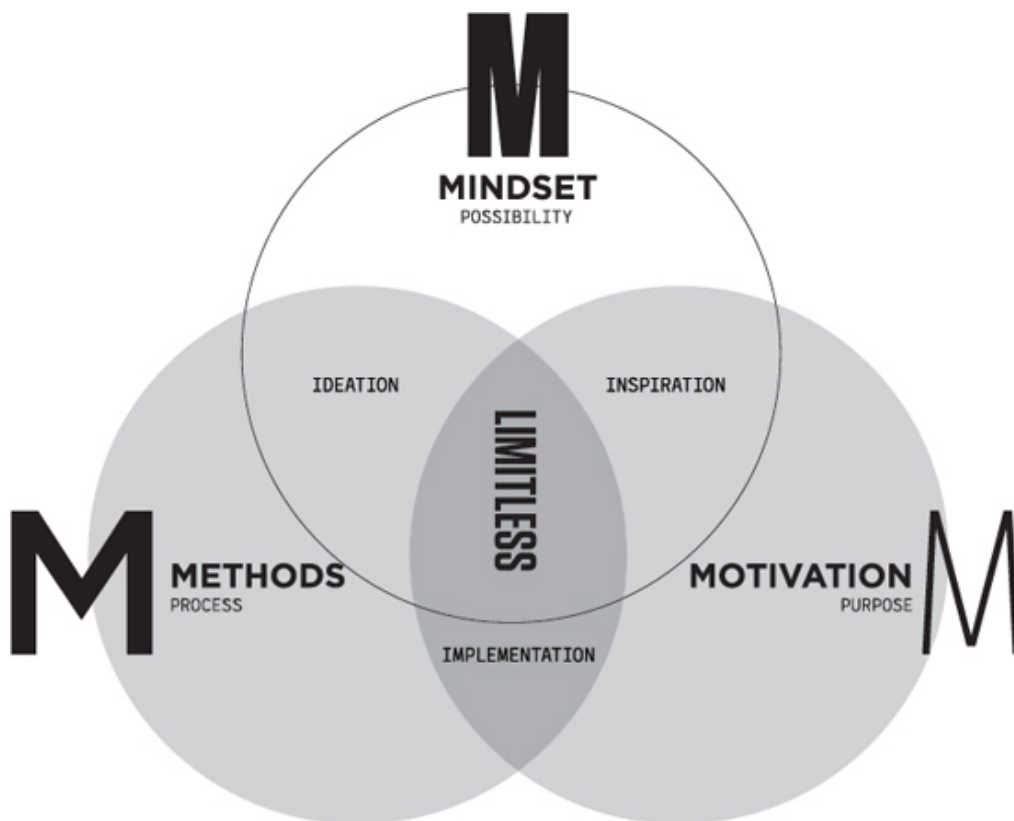 M
MINDSET
POSSIBILITY
IDEATION
INSPIRATION
LIMITLESS
M
METHODS
PROCESS
MOTIVATION
PURPOSE
M
IMPLEMENTATION